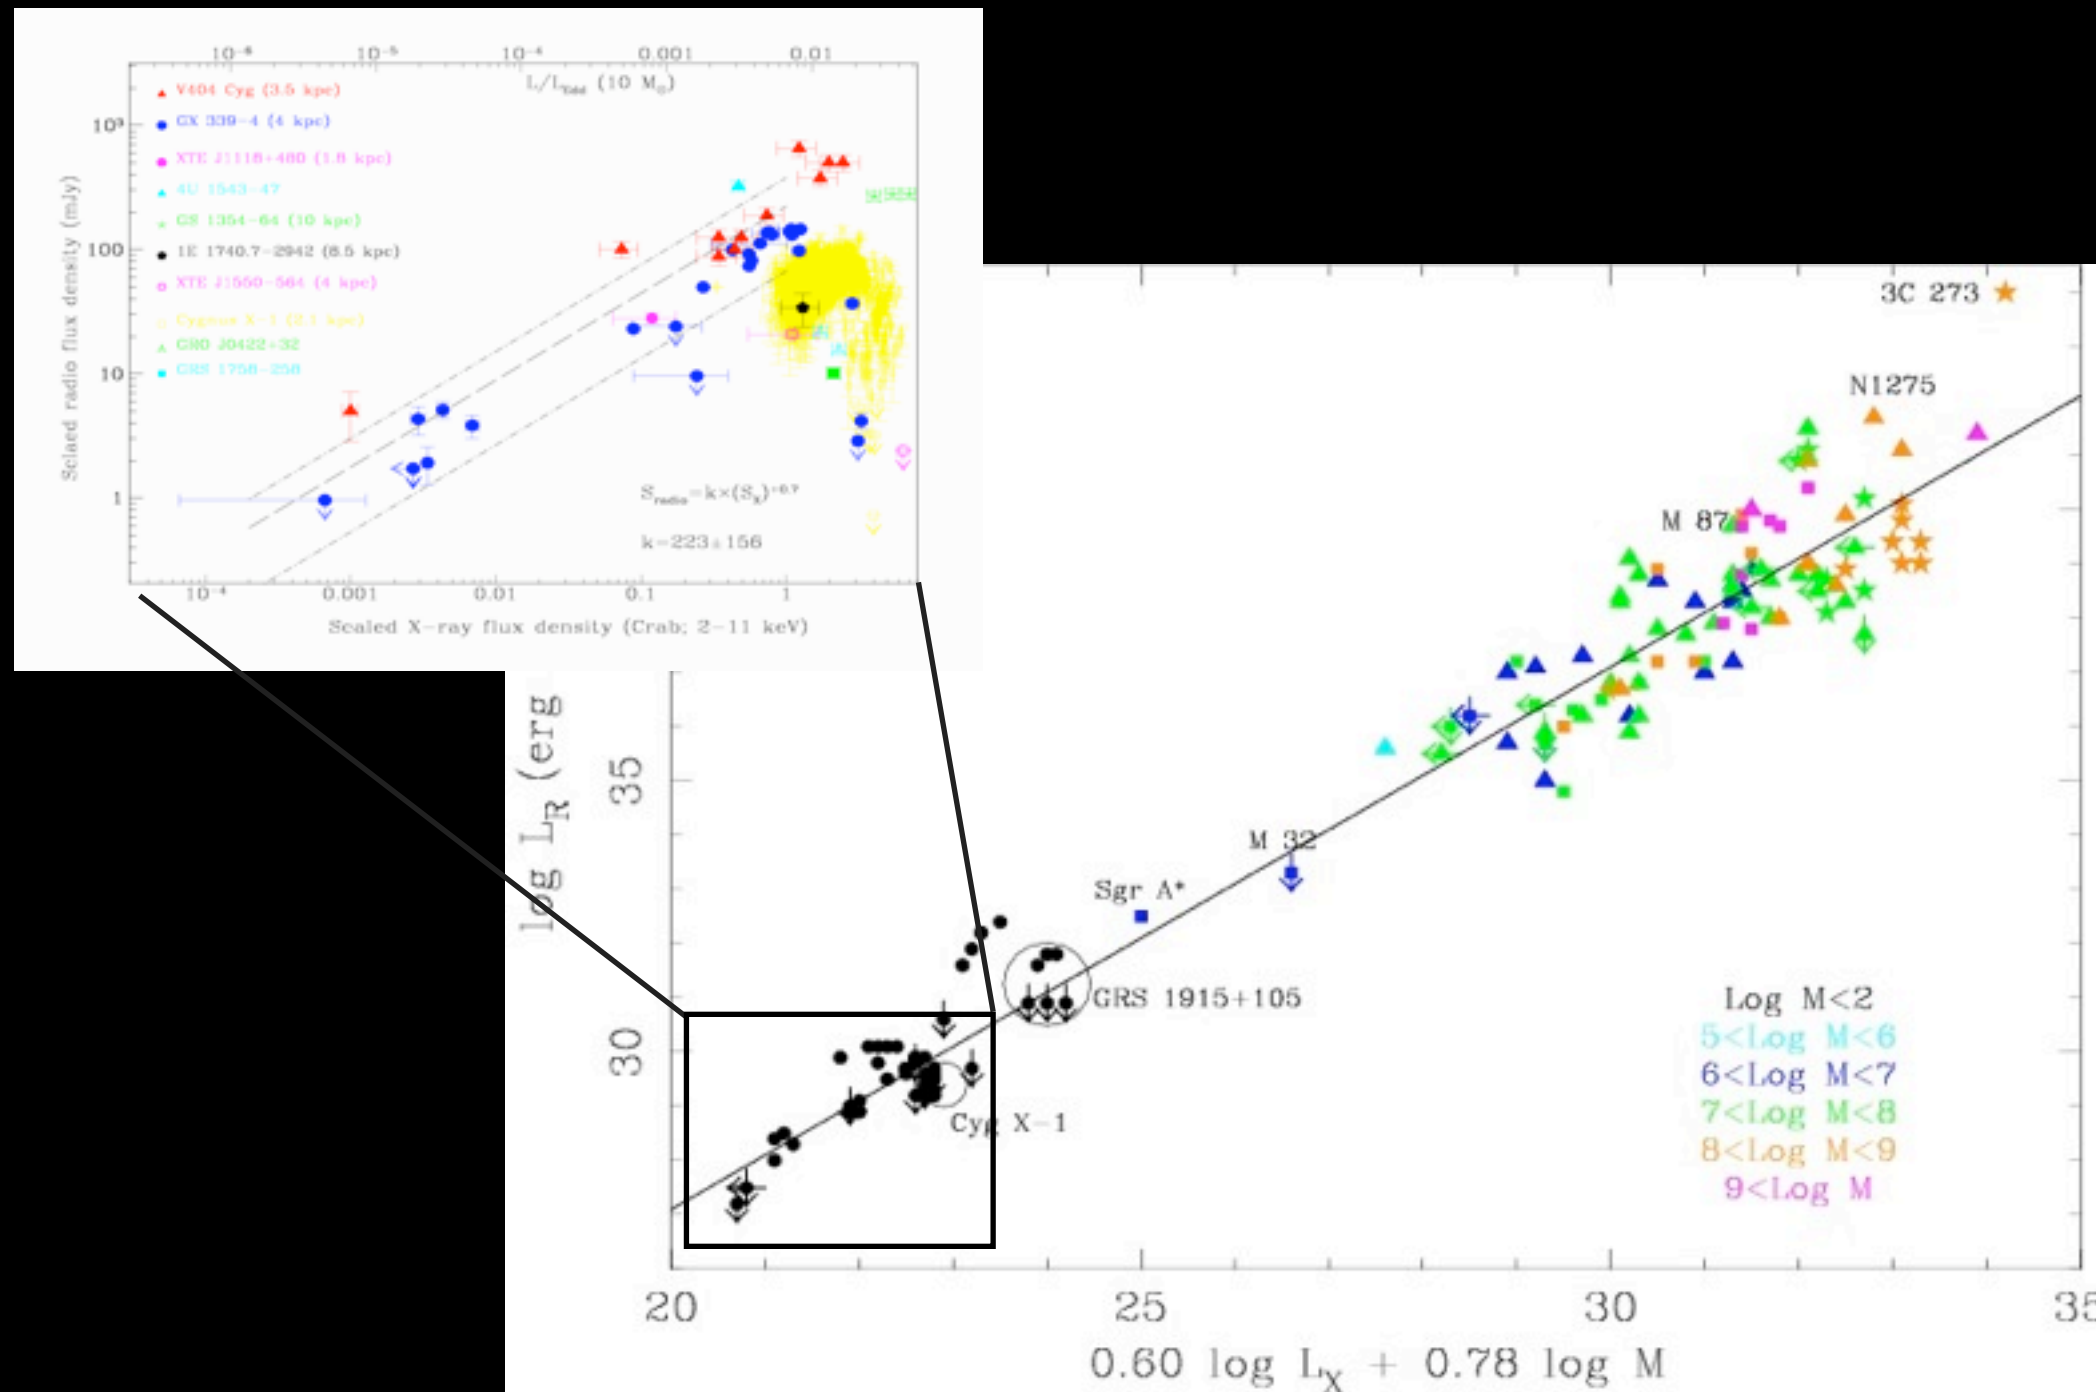 10⁻⁶ 10⁻⁵ 10⁻⁴ 0.001 0.01
L/L_Edd (10 M⊙)
V404 Cyg (3.5 kpc)
GX 339-4 (4 kpc)
XTE J1118+480 (1.8 kpc)
4U 1543-47
GS 1354-64 (10 kpc)
1E 1740.7-2942 (8.5 kpc)
XTE J1550-564 (4 kpc)
Cygnus X-1 (2.1 kpc)
GRO J0422+32
GRS 1758-258
Sclaed radio flux density (mJy)
10³
100
10
1
S_radio=k×(S_X)^+0.7
k=223±156
10⁻⁴ 0.001 0.01 0.1 1
Scaled X-ray flux density (Crab; 2-11 keV)
3C 273
N1275
M 87
M 32
Sgr A*
GRS 1915+105
Cyg X-1
log L_R (erg
35
30
Log M<2
5<Log M<6
6<Log M<7
7<Log M<8
8<Log M<9
9<Log M
20 25 30 35
0.60 log L_X + 0.78 log M